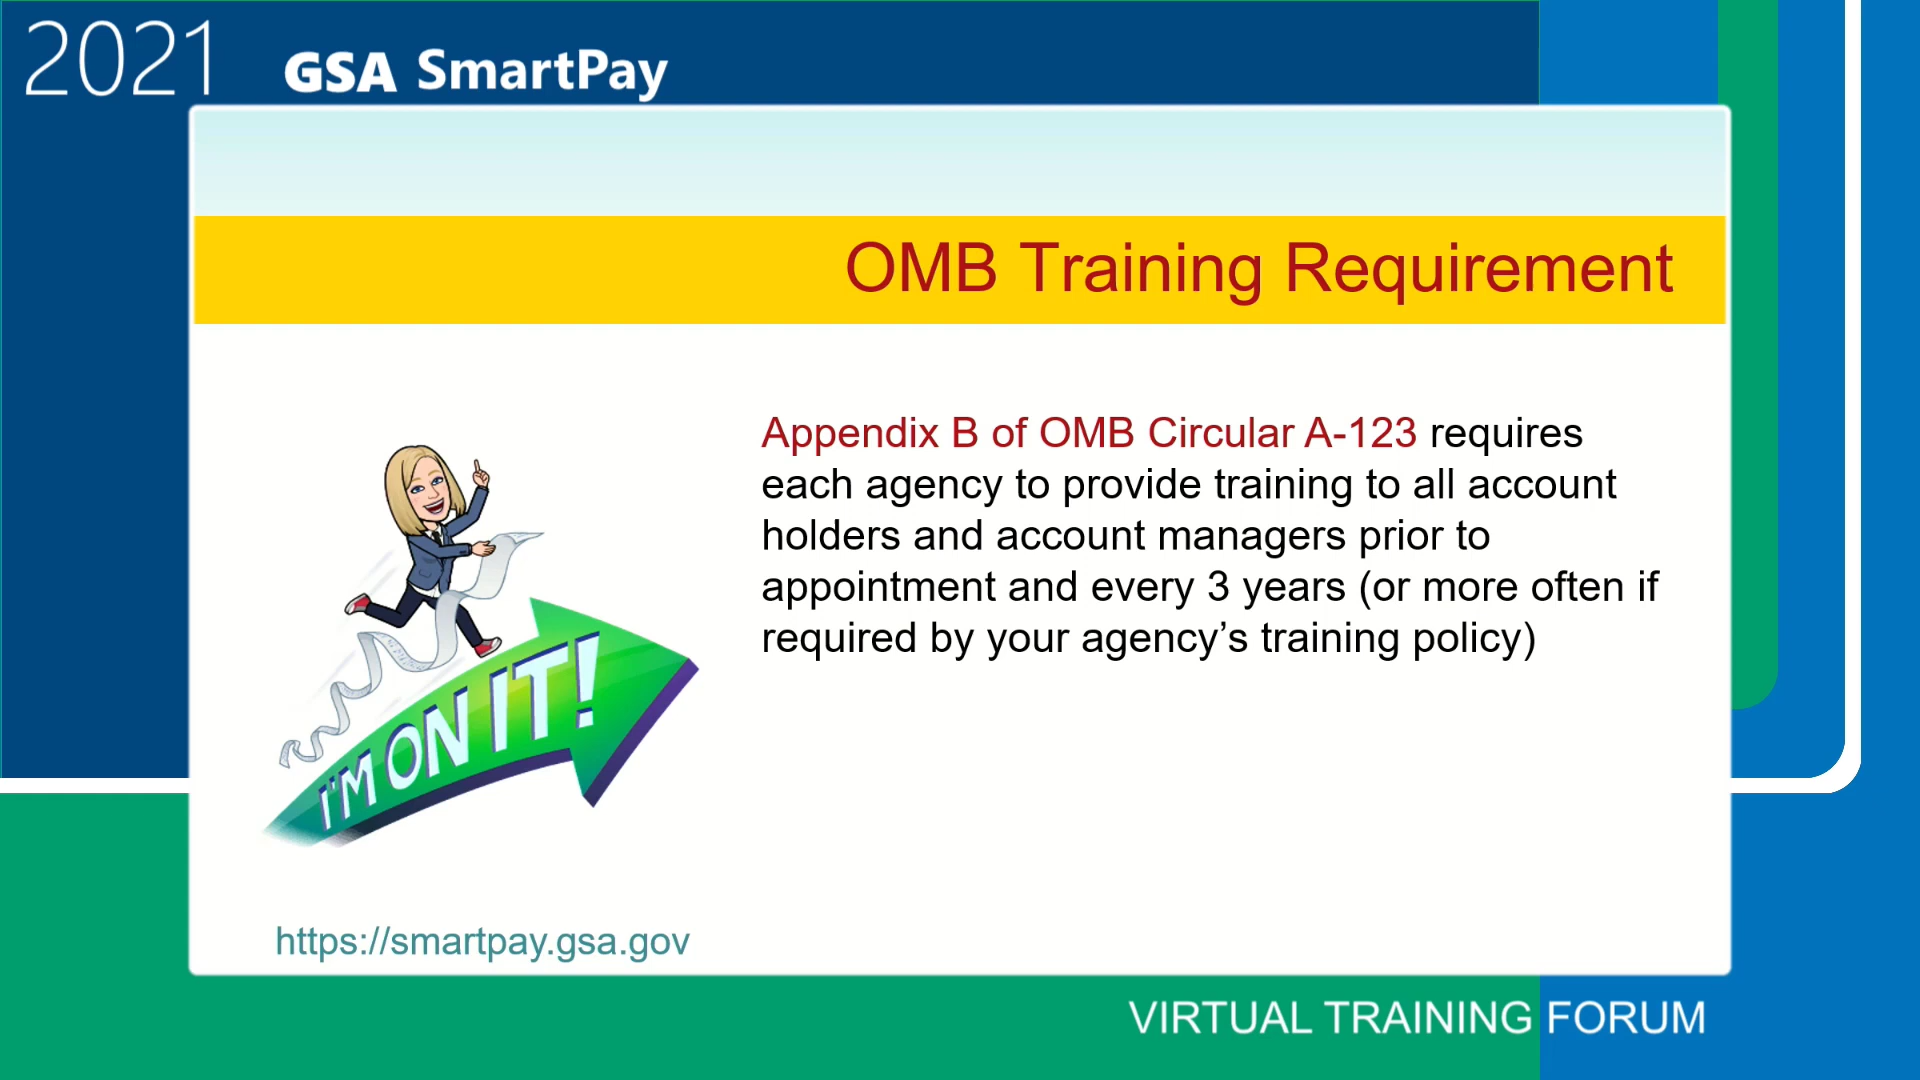 2021 GSA SmartPay
OMB Training Requirement
Appendix B of OMB Circular A-123 requires
each agency to provide training to all account
holders and account managers prior to
appointment and every 3 years (or more often if
required by your agency’s training policy)
I'M ON IT!
https://smartpay.gsa.gov
VIRTUAL TRAINING FORUM